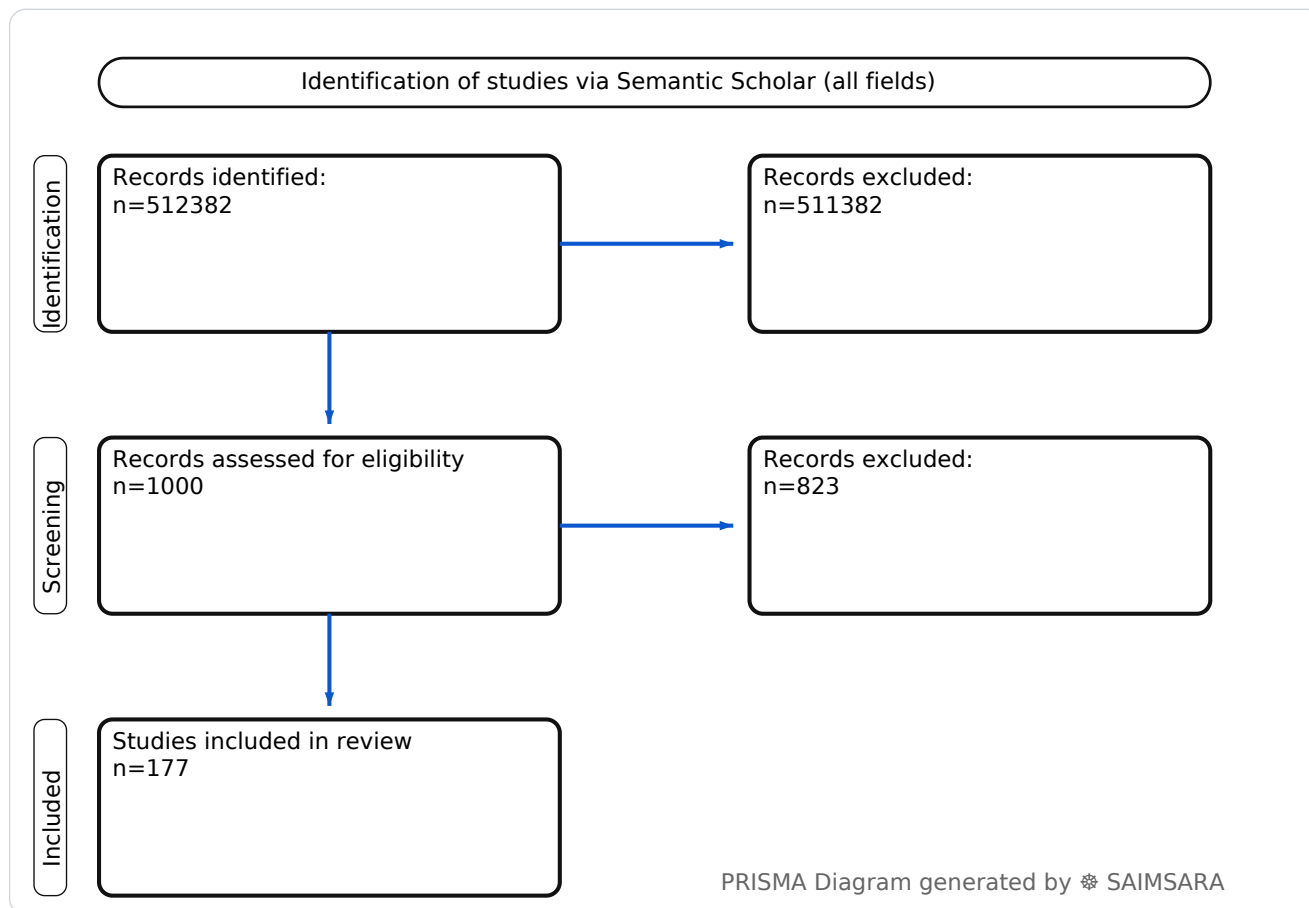 Identification of studies via Semantic Scholar (all fields)
Identification
Records identified:
n=512382
Records excluded:
n=511382
Screening
Records assessed for eligibility
n=1000
Records excluded:
n=823
Included
Studies included in review
n=177
PRISMA Diagram generated by ☸ SAIMSARA